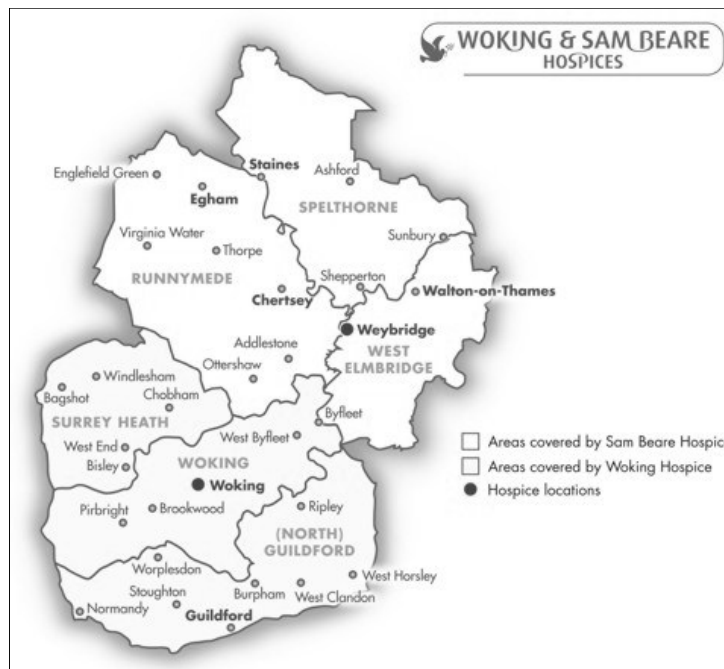 WOKING & SAM BEARE
HOSPICES
Staines
Ashford
Englefield Green
Egham
SPELTHORNE
Virginia Water
Thorpe
Sunbury
RUNNYMEDE
Shepperton
Chertsey
Walton-on-Thames
Weybridge
Addlestone
WEST
ELMBRIDGE
Ottershaw
Windlesham
Bagshot
Chobham
SURREY HEATH
Byfleet
West Byfleet
West End
Bisley
WOKING
Woking
Areas covered by Sam Beare Hospic
Areas covered by Woking Hospice
Hospice locations
Pirbright
Brookwood
Ripley
(NORTH)
GUILDFORD
Worplesdon
West Horsley
Stoughton
Burpham
West Clandon
Normandy
Guildford